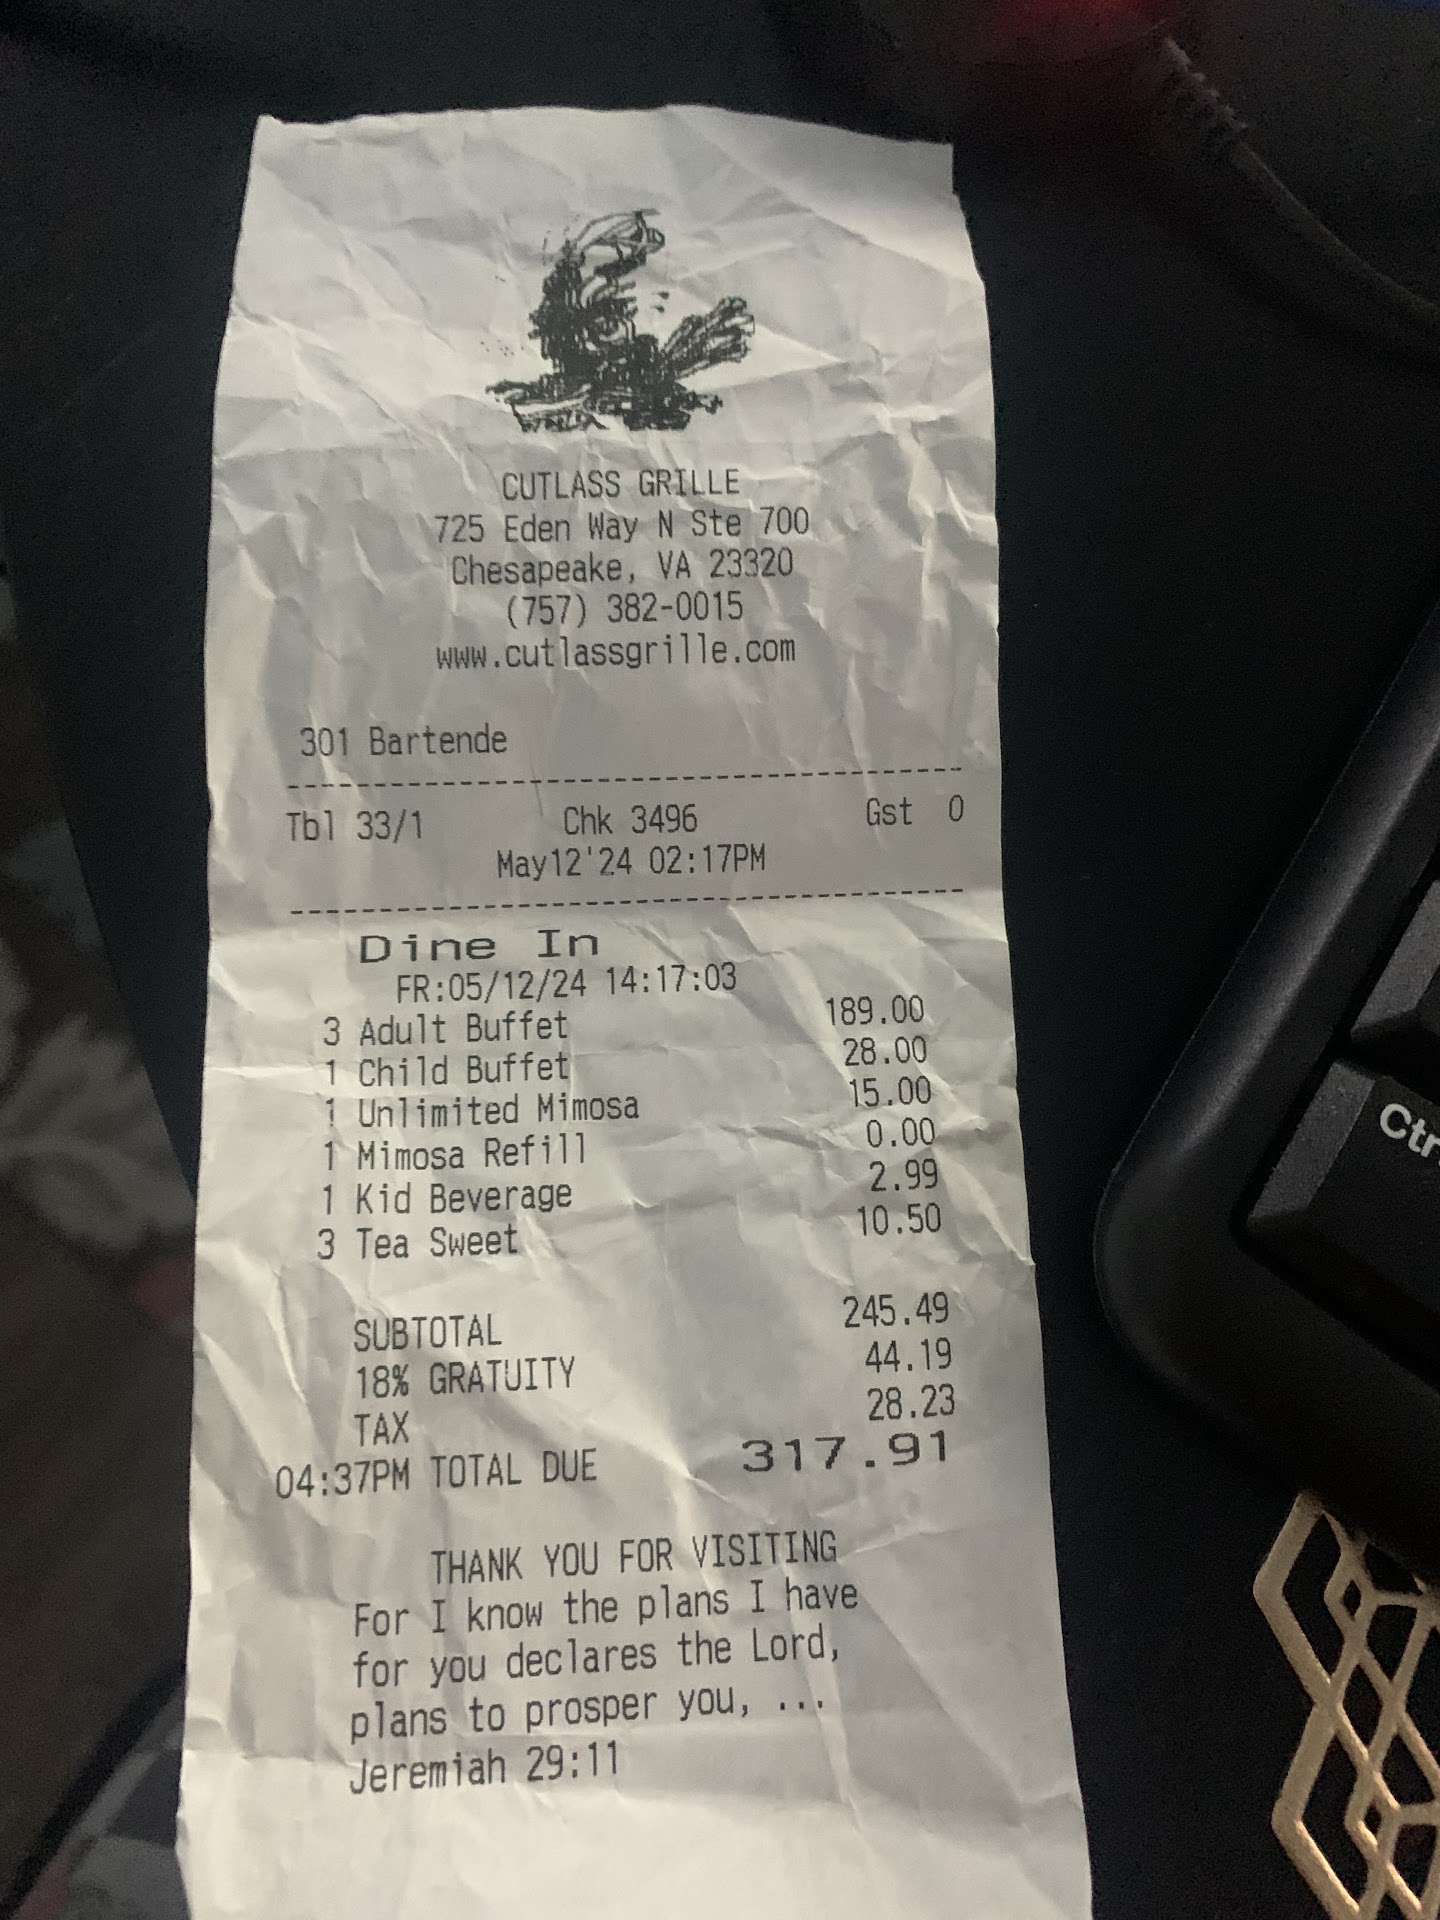 CUTLASS GRILLE
725 Eden Way N Ste 700
Chesapeake, VA 23320
(757) 382-0015
www.cutlassgrille.com
301 Bartende
Tbl 33/1 Chk 3496 Gst 0
May12'24 02:17PM
Dine In
FR:05/12/24 14:17:03
3 Adult Buffet 189.00
1 Child Buffet 28.00
1 Unlimited Mimosa 15.00
1 Mimosa Refill 0.00
1 Kid Beverage 2.99
3 Tea Sweet 10.50
SUBTOTAL 245.49
18% GRATUITY 44.19
TAX 28.23
04:37PM TOTAL DUE 317.91
THANK YOU FOR VISITING
For I know the plans I have
for you declares the Lord,
plans to prosper you, ...
Jeremiah 29:11